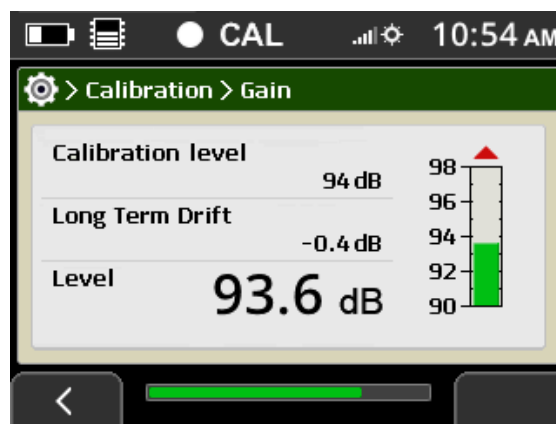 CAL 10:54 AM
> Calibration > Gain
Calibration level
94 dB
Long Term Drift
-0.4 dB
Level
93.6 dB
98
96
94
92
90